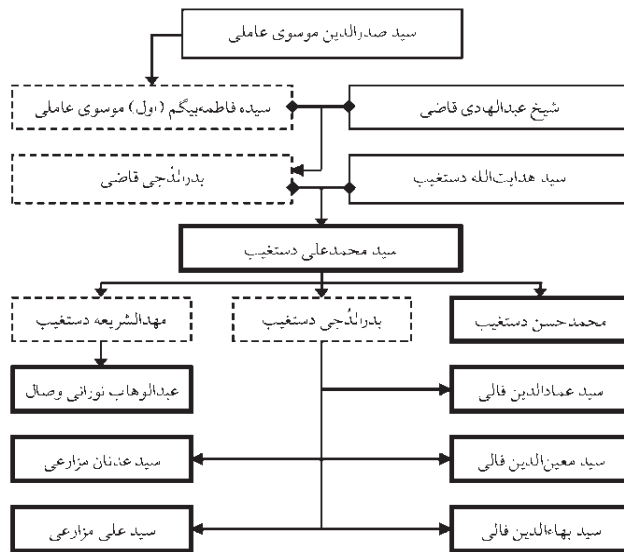 سید صدرالدین موسوی عاملی
شیخ عبدالهادی قاضی
سیده فاطمه‌بیگم (اول) موسوی عاملی
سید هدایت‌الله دستغیب
بدرالدُجی قاضی
سید محمدعلی دستغیب
محمدحسن دستغیب
بدرالدُجی دستغیب
مهدالشریعه دستغیب
سید عمادالدین فالی
عبدالوهاب نورانی وصال
سید معین‌الدین فالی
سید عدنان مزارعی
سید بهاءالدین فالی
سید علی مزارعی